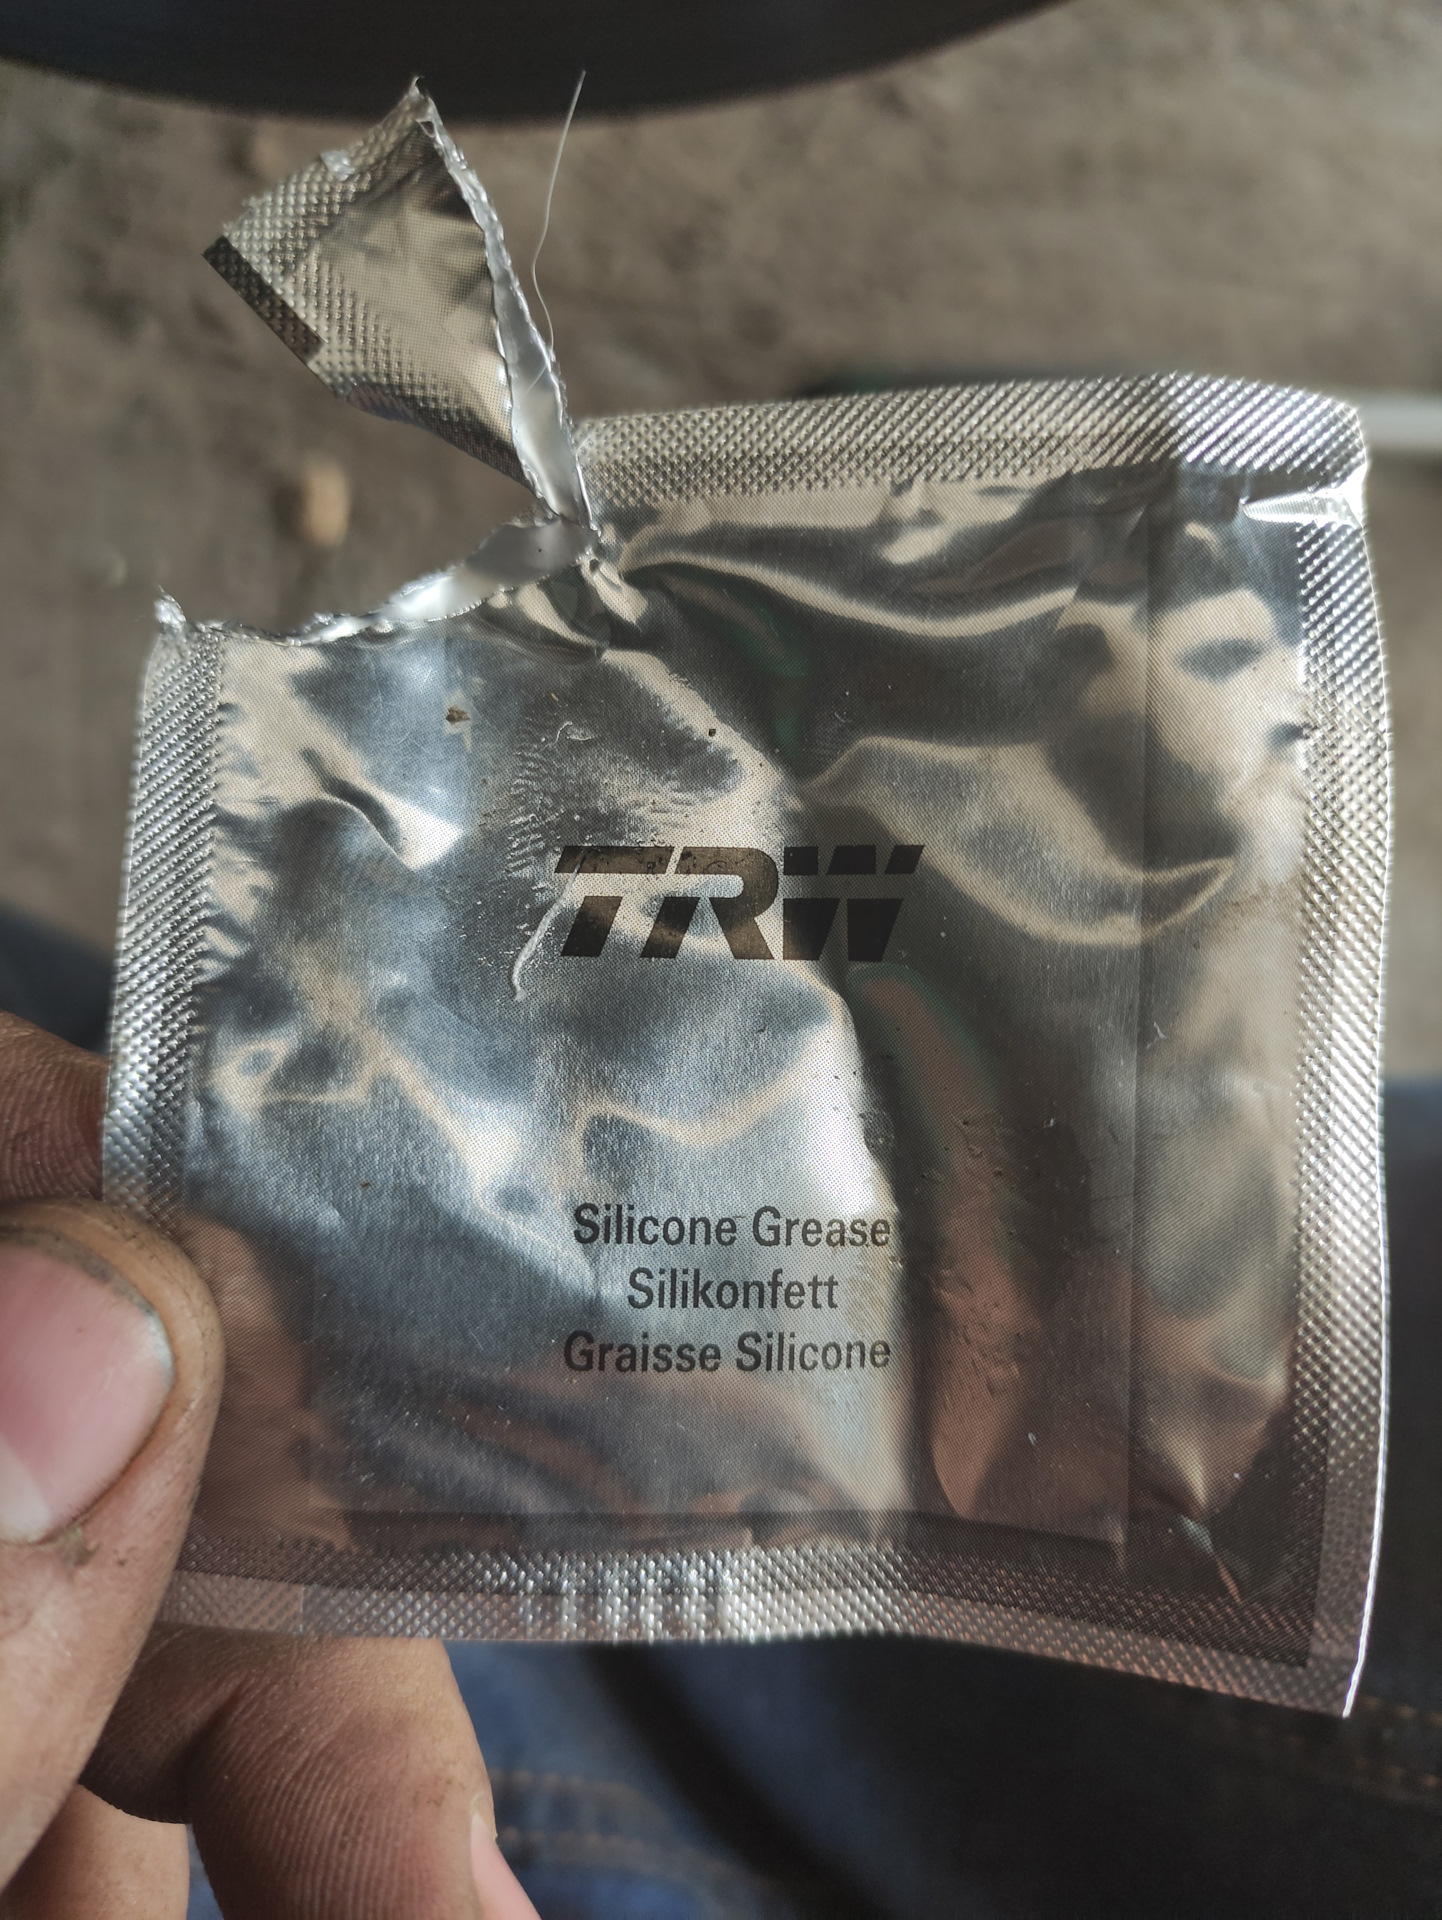 TRW
Silicone Grease
Silikonfett
Graisse Silicone